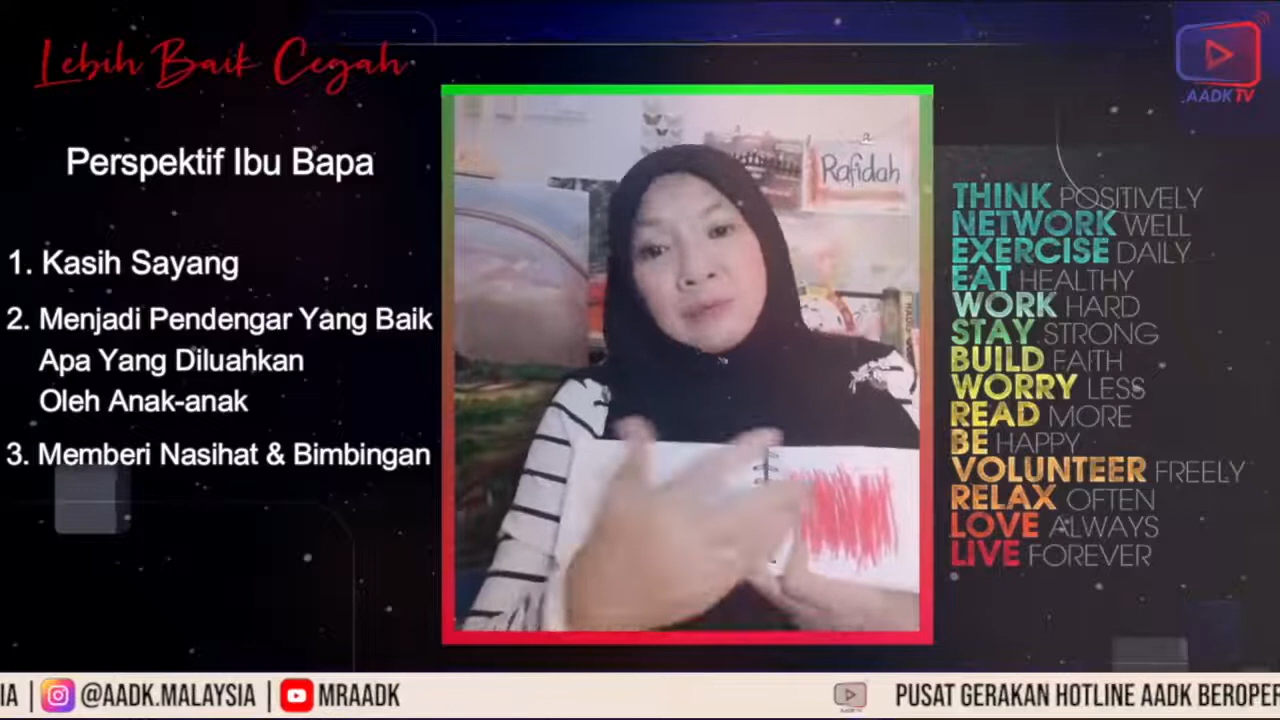 Lebih Baik Cegah
AADK TV
Perspektif Ibu Bapa
1. Kasih Sayang
2. Menjadi Pendengar Yang Baik
Apa Yang Diluahkan
Oleh Anak-anak
3. Memberi Nasihat & Bimbingan
Rafidah
THINK POSITIVELY
NETWORK WELL
EXERCISE DAILY
EAT HEALTHY
WORK HARD
STAY STRONG
BUILD FAITH
WORRY LESS
READ MORE
BE HAPPY
VOLUNTEER FREELY
RELAX OFTEN
LOVE ALWAYS
LIVE FOREVER
IA | @AADK.MALAYSIA | MRAADK
AADK TV
PUSAT GERAKAN HOTLINE AADK BEROPER